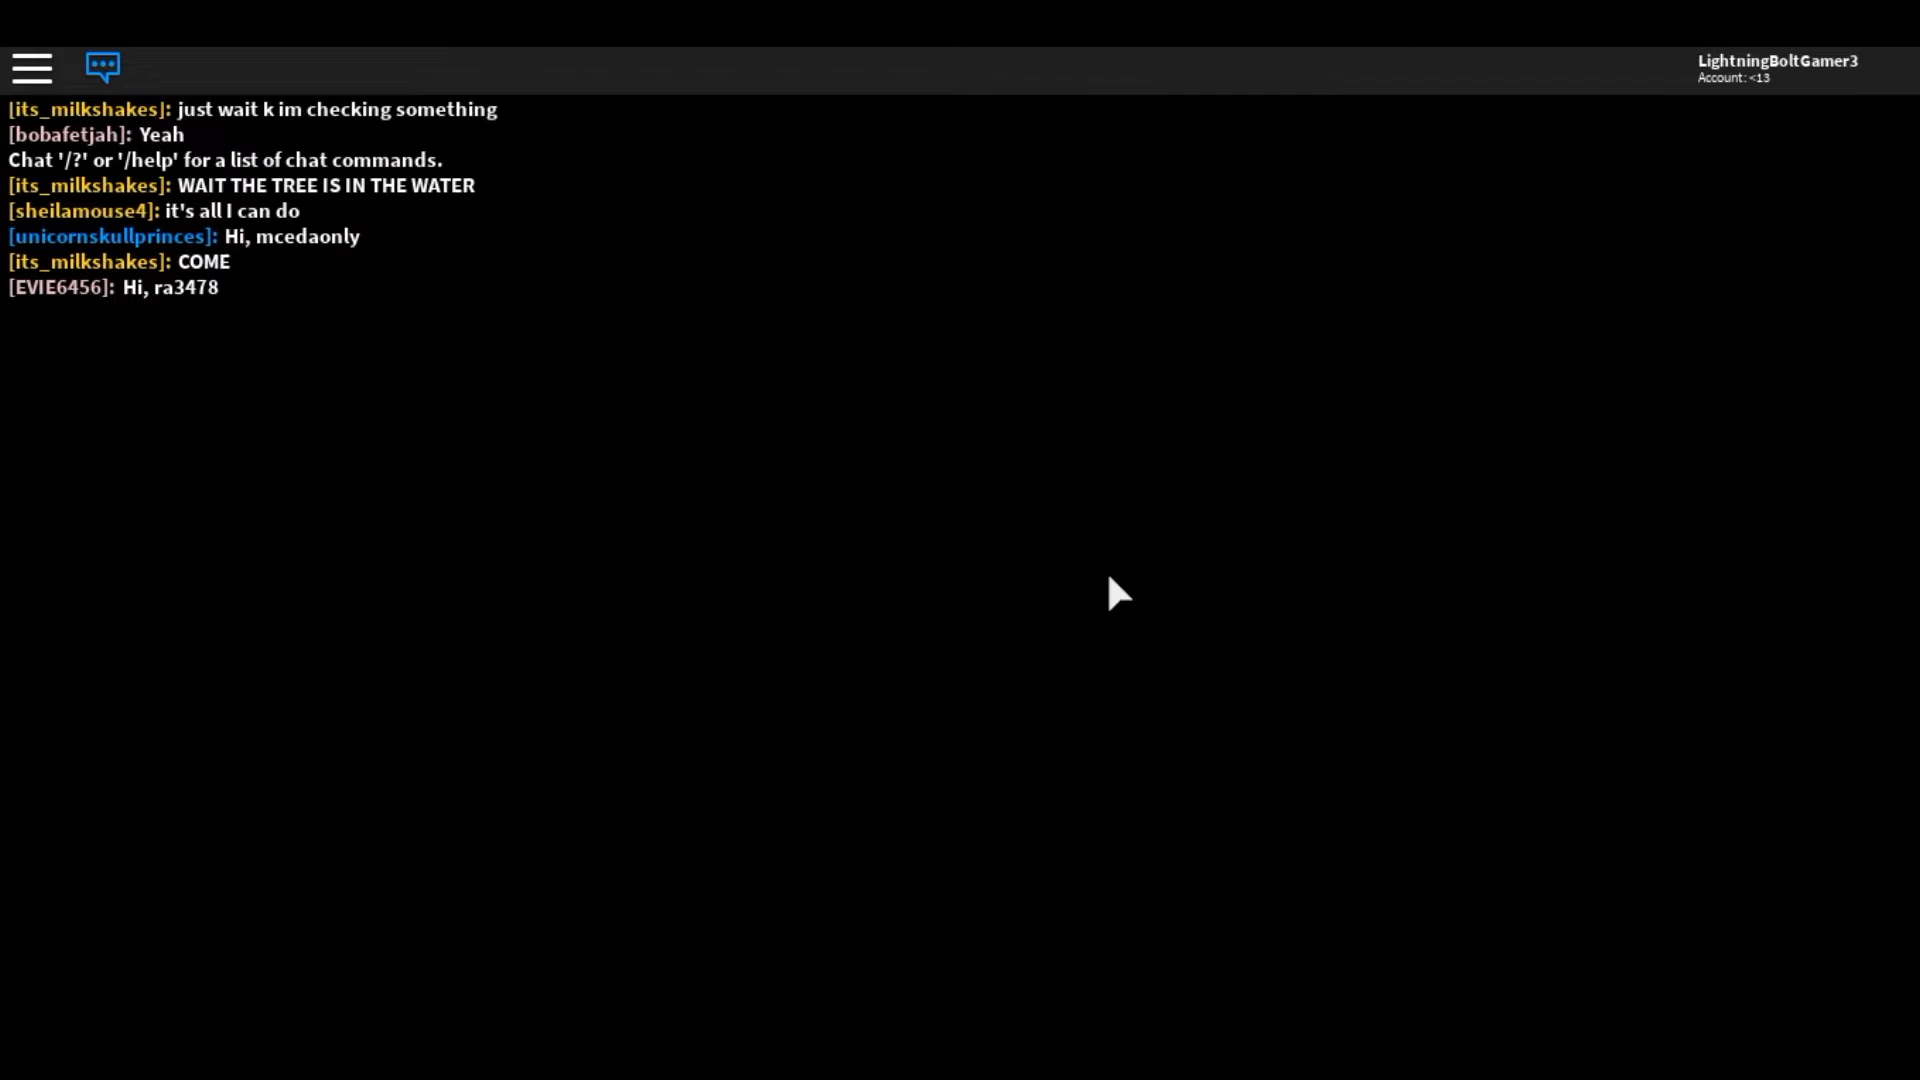 LightningBoltGamer3
Account: <13
[its_milkshakes]: just wait k im checking something
[bobafetjah]: Yeah
Chat '/?' or '/help' for a list of chat commands.
[its_milkshakes]: WAIT THE TREE IS IN THE WATER
[sheilamouse4]: it's all I can do
[unicornskullprinces]: Hi, mcedaonly
[its_milkshakes]: COME
[EVIE6456]: Hi, ra3478